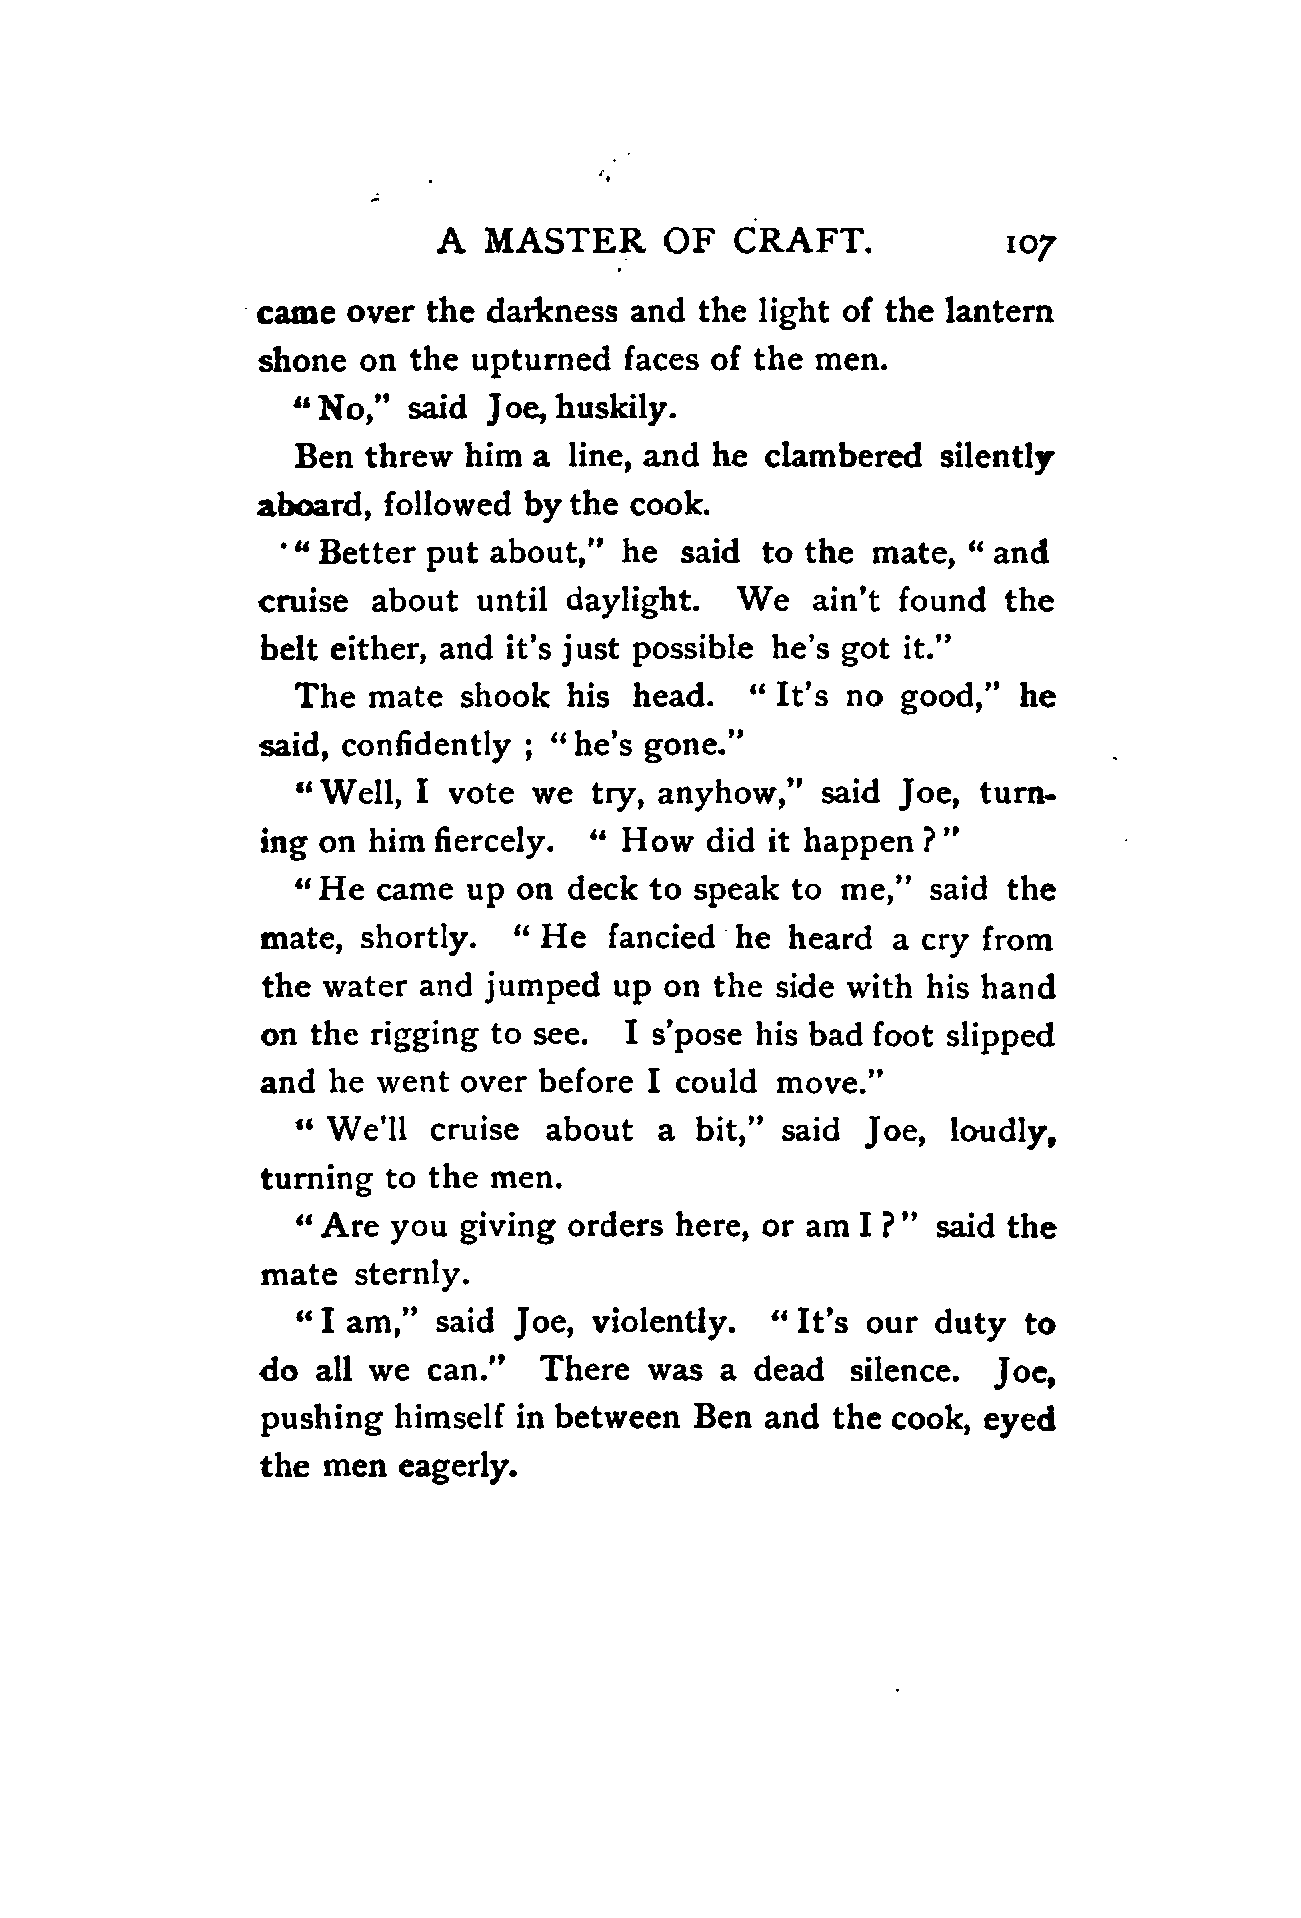 A MASTER OF CRAFT. 107
came over the darkness and the light of the lantern
shone on the upturned faces of the men.
"No," said Joe, huskily.
Ben threw him a line, and he clambered silently
aboard, followed by the cook.
"Better put about," he said to the mate, "and
cruise about until daylight. We ain't found the
belt either, and it's just possible he's got it."
The mate shook his head. "It's no good," he
said, confidently ; "he's gone."
"Well, I vote we try, anyhow," said Joe, turn-
ing on him fiercely. "How did it happen ?"
"He came up on deck to speak to me," said the
mate, shortly. "He fancied he heard a cry from
the water and jumped up on the side with his hand
on the rigging to see. I s'pose his bad foot slipped
and he went over before I could move."
"We'll cruise about a bit," said Joe, loudly,
turning to the men.
"Are you giving orders here, or am I ?" said the
mate sternly.
"I am," said Joe, violently. "It's our duty to
do all we can." There was a dead silence. Joe,
pushing himself in between Ben and the cook, eyed
the men eagerly.